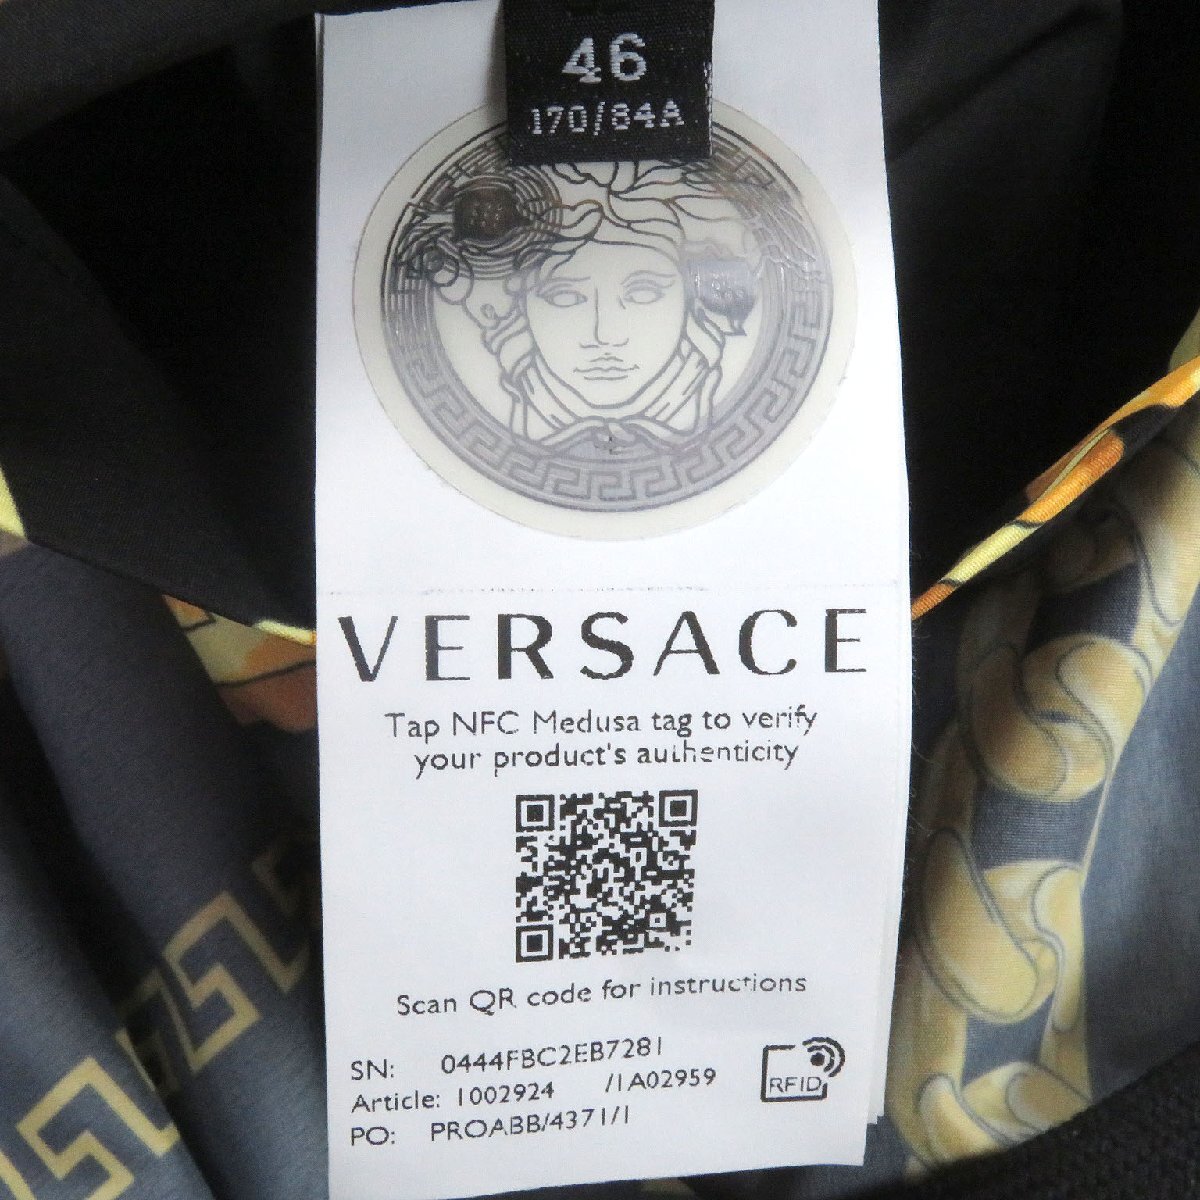 46
170/84A
VERSACE
Tap NFC Medusa tag to verify
your product's authenticity
Scan QR code for instructions
SN: 0444FBC2EB7281
Article: 1002924 /1A02959
PO: PROABB/4371/1
RFID